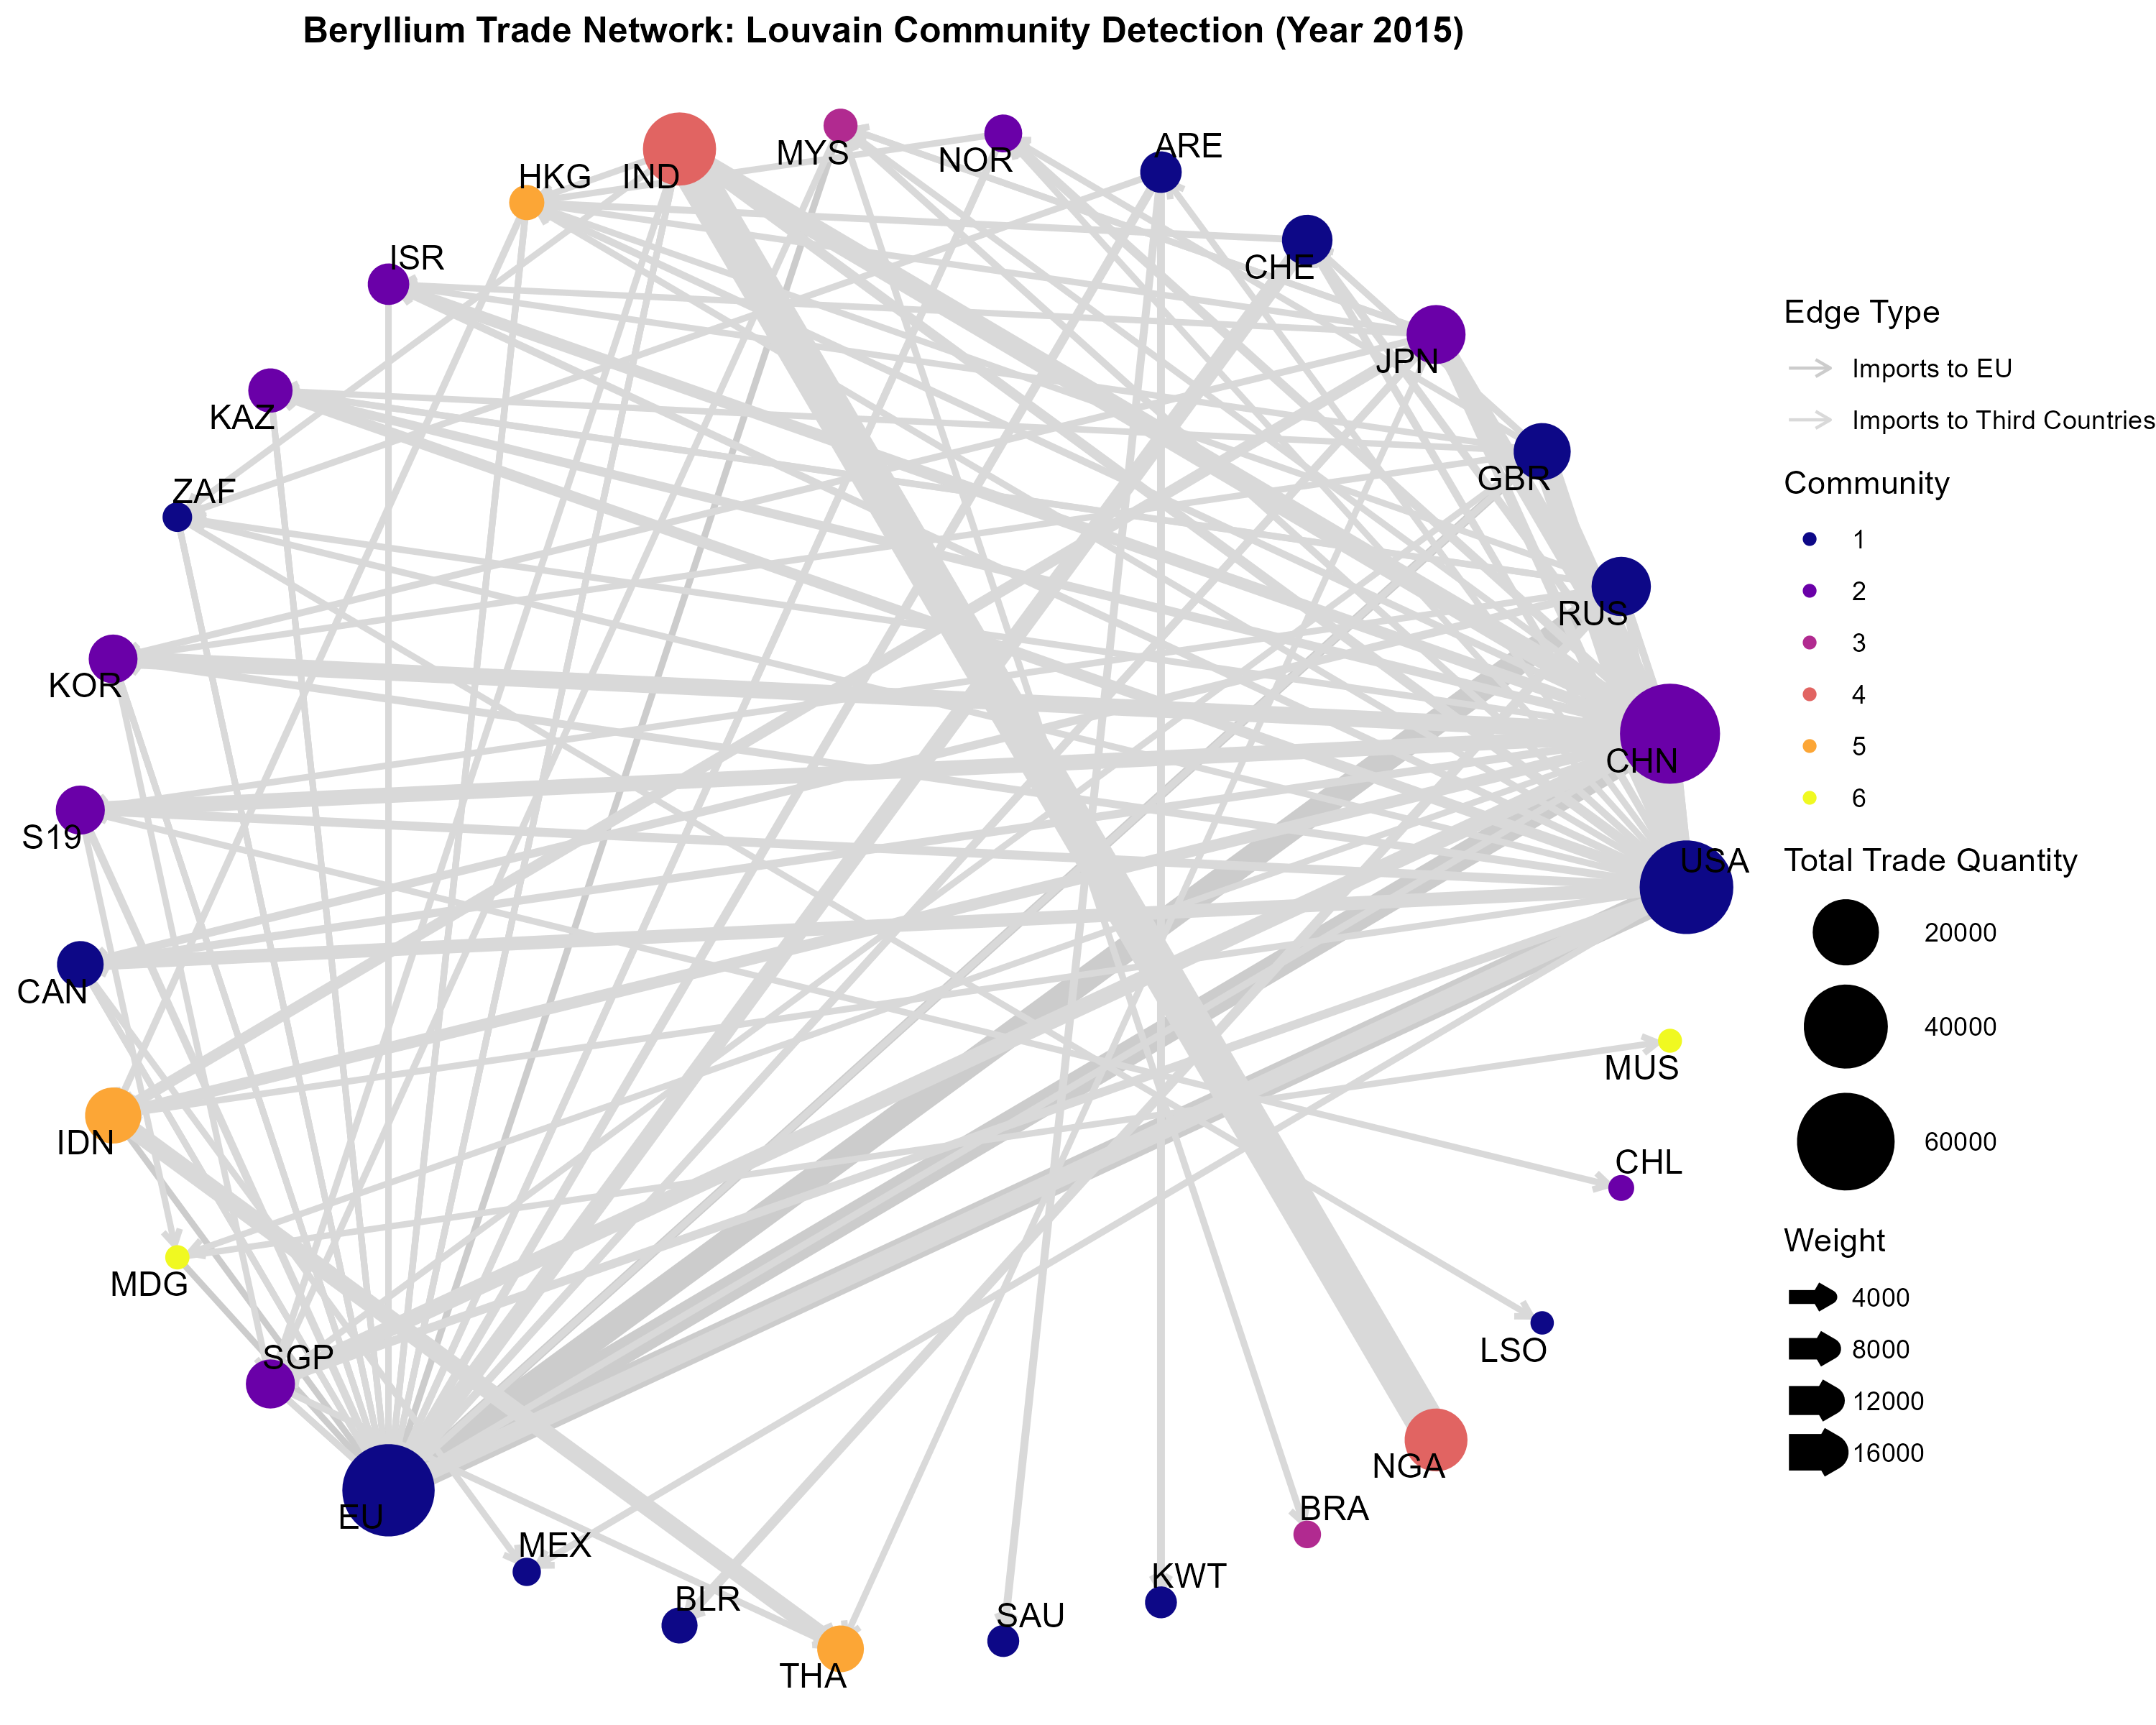 Beryllium Trade Network: Louvain Community Detection (Year 2015)
MYS
NOR
ARE
HKG
IND
ISR
CHE
JPN
KAZ
GBR
ZAF
RUS
KOR
CHN
S19
USA
CAN
MUS
IDN
CHL
MDG
LSO
SGP
NGA
EU
BRA
MEX
KWT
BLR
SAU
THA
Edge Type
Imports to EU
Imports to Third Countries
Community
1
2
3
4
5
6
Total Trade Quantity
20000
40000
60000
Weight
4000
8000
12000
16000